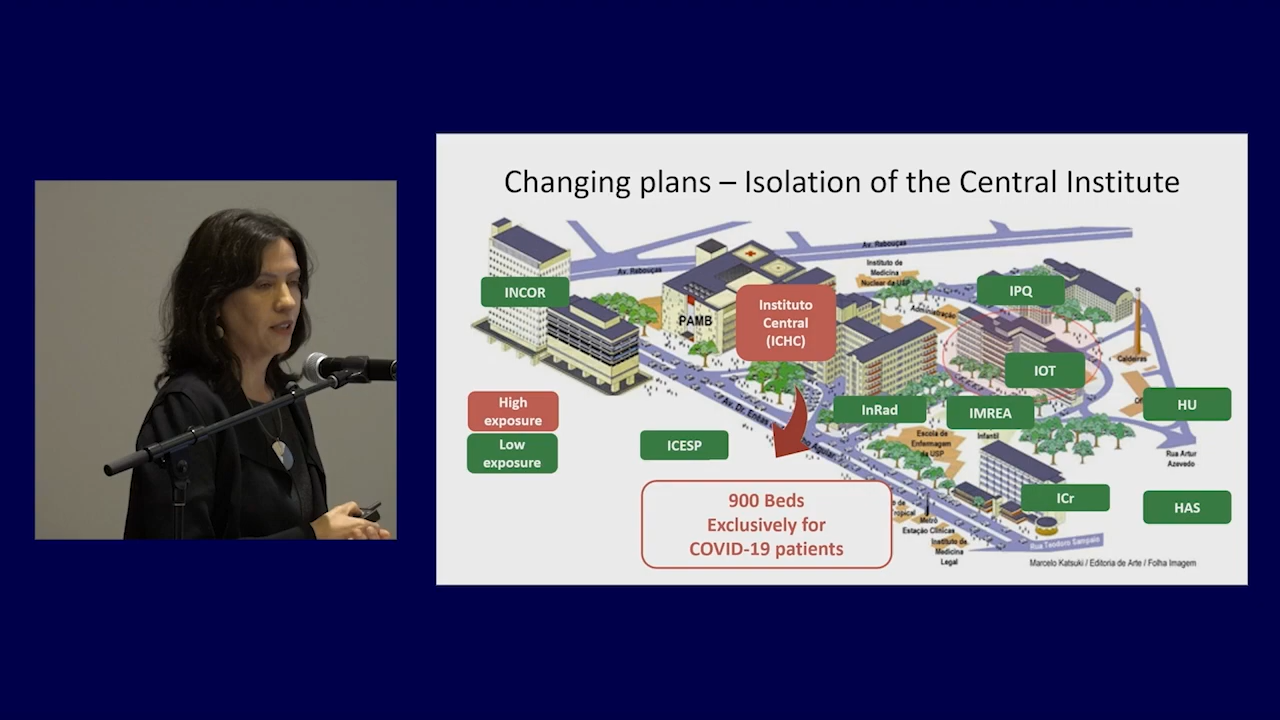 Changing plans – Isolation of the Central Institute
Av. Rebouças
Av. Rebouças
Instituto de
Medicina
Nuclear da USP
INCOR
IPQ
Instituto
Central
(ICHC)
PAMB
Administração
Caldeiras
IOT
High
exposure
InRad
IMREA
HU
Infantil
Low
exposure
ICESP
Av. Dr. Enéas
Aguiar
Escola de
Enfermagem
da USP
Rua Artur
Azevedo
900 Beds
Exclusively for
COVID-19 patients
ICr
HAS
Metrô
Estação Clínicas
Instituto de
Medicina
Legal
Rua Teodoro Sampaio
Marcelo Katsuki / Editoria de Arte / Folha Imagem